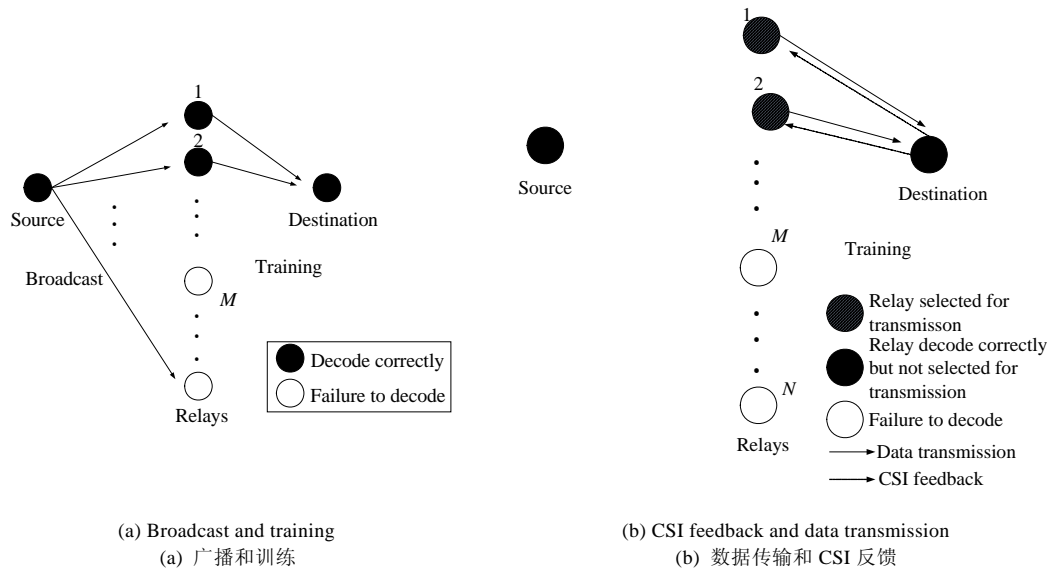 1
2
Source
Destination
Broadcast
Training
M
Decode correctly
Failure to decode
Relays
(a) Broadcast and training
(a) 广播和训练
1
2
Source
Destination
M
Training
Relay selected for
transmisson
Relay decode correctly
but not selected for
transmission
N
Failure to decode
Relays
Data transmission
CSI feedback
(b) CSI feedback and data transmission
(b) 数据传输和 CSI 反馈